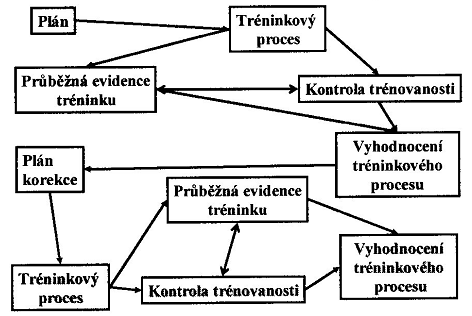 Plán
Tréninkový
proces
Průběžná evidence
tréninku
Kontrola trénovanosti
Vyhodnocení
tréninkového
procesu
Plán
korekce
Průběžná evidence
tréninku
Tréninkový
proces
Kontrola trénovanosti
Vyhodnocení
tréninkového
procesu